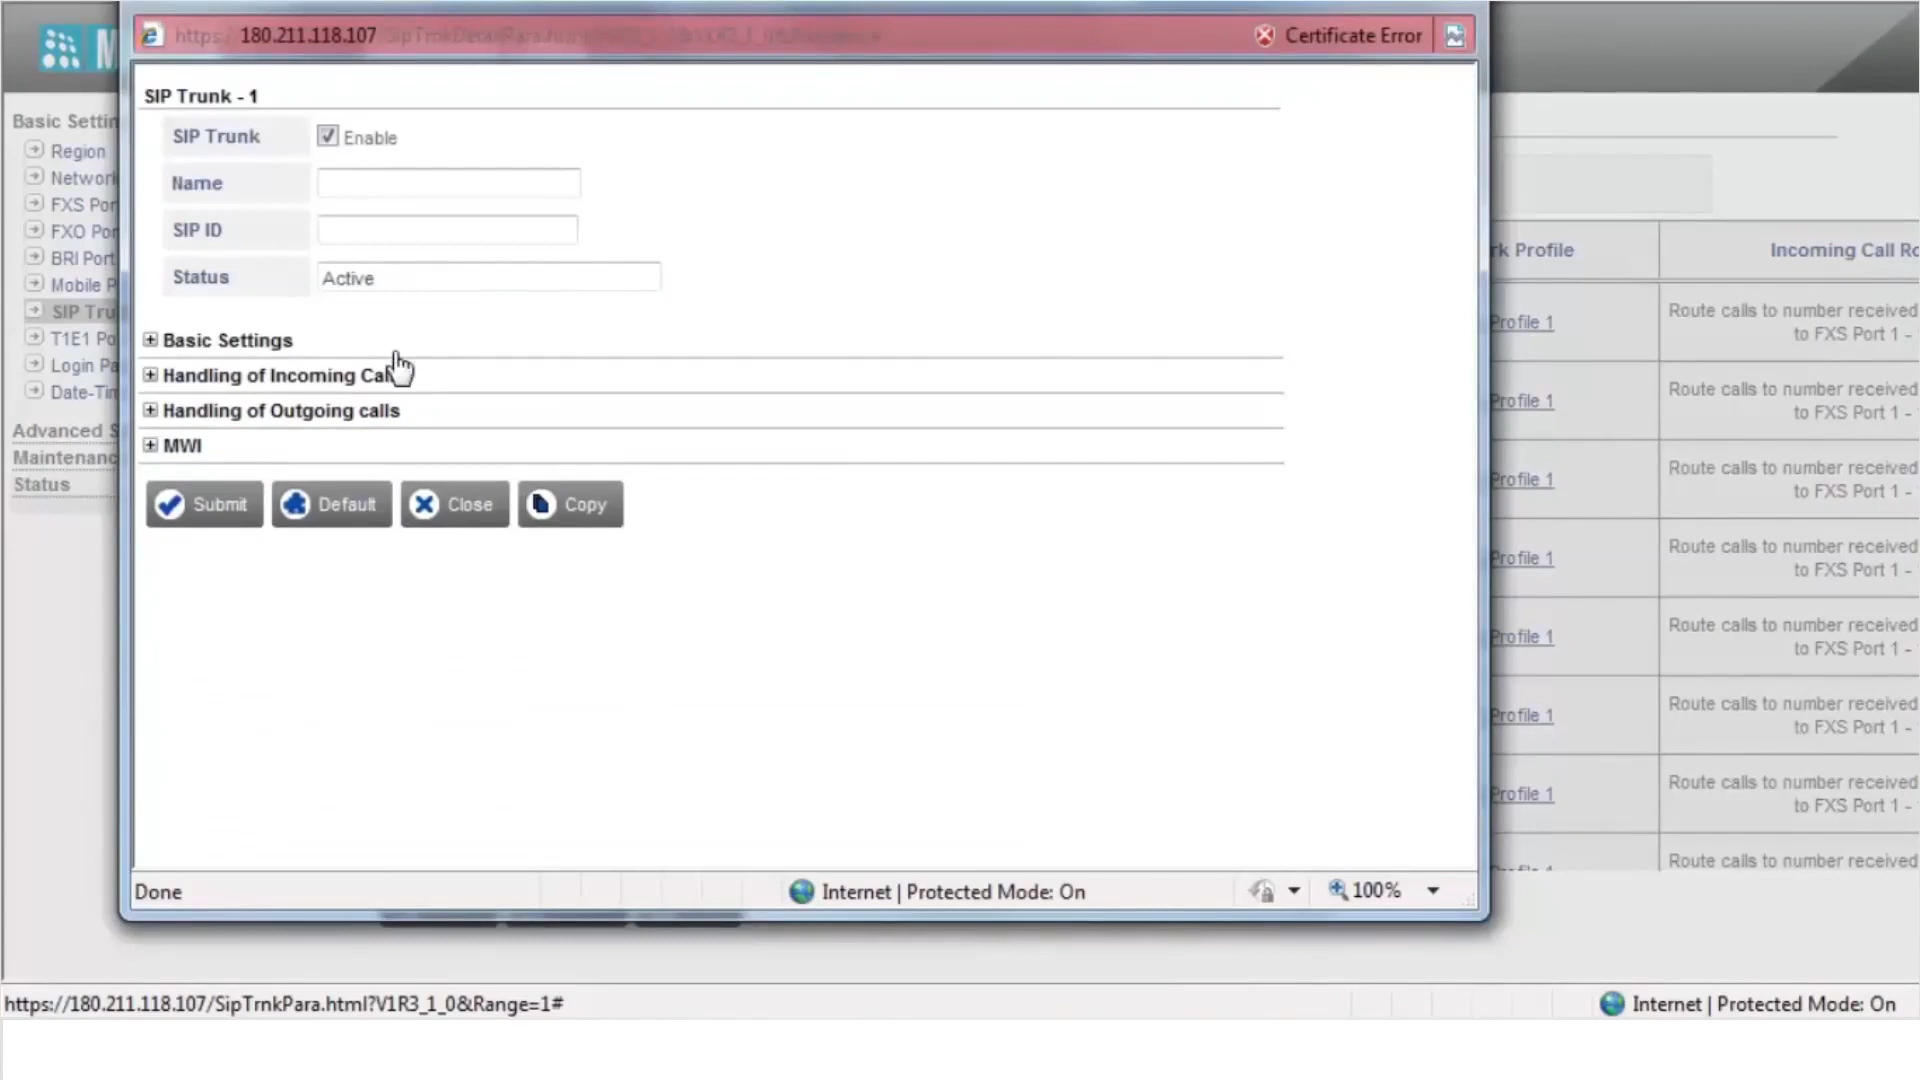 https: 180.211.118.107
Certificate Error
M
SIP Trunk - 1
SIP Trunk
Enable
Name
SIP ID
Status
Active
Basic Settings
Handling of Incoming Cal
Handling of Outgoing calls
MWI
Submit
Default
Close
Copy
Done
Internet | Protected Mode: On
100%
Basic Settin
Region
Network
FXS Por
FXO Por
BRI Port
Mobile P
SIP Tru
T1E1 Po
Login Pa
Date-Tim
Advanced S
Maintenanc
Status
rk Profile
Incoming Call Ro
Profile 1
Route calls to number received
to FXS Port 1 -
Profile 1
Route calls to number received
to FXS Port 1 -
Profile 1
Route calls to number received
to FXS Port 1 -
Profile 1
Route calls to number received
to FXS Port 1 -
Profile 1
Route calls to number received
to FXS Port 1 -
Profile 1
Route calls to number received
to FXS Port 1 -
Profile 1
Route calls to number received
to FXS Port 1 -
Route calls to number received
https://180.211.118.107/SipTrnkPara.html?V1R3_1_0&Range=1#
Internet | Protected Mode: On